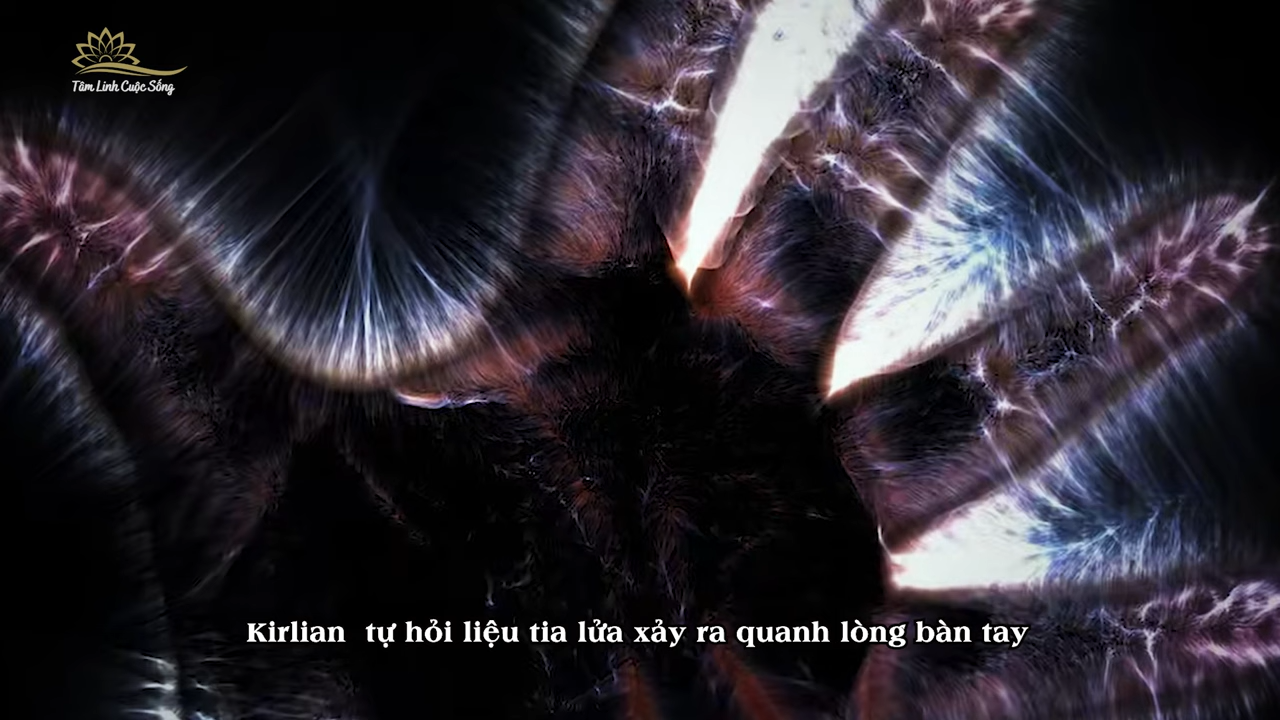 Tâm Linh Cuộc Sống
Kirlian tự hỏi liệu tia lửa xảy ra quanh lòng bàn tay